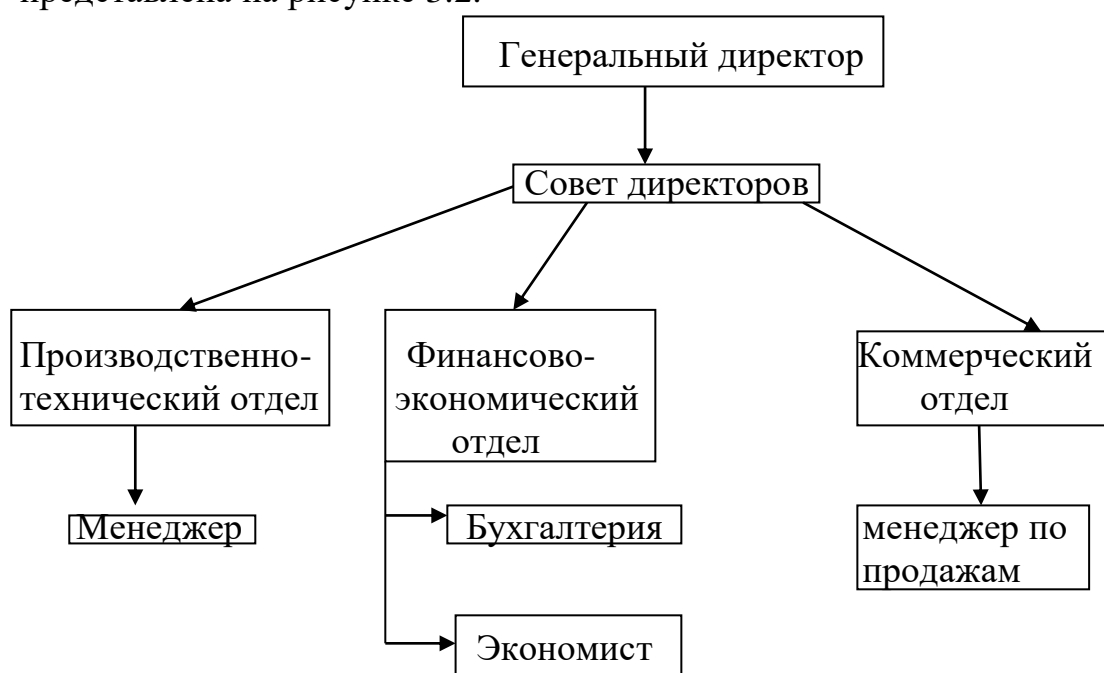 представлена на рисунке 3.2.
Генеральный директор
Совет директоров
Производственно-
технический отдел
Финансово-
экономический
отдел
Коммерческий
отдел
Менеджер
Бухгалтерия
менеджер по
продажам
Экономист